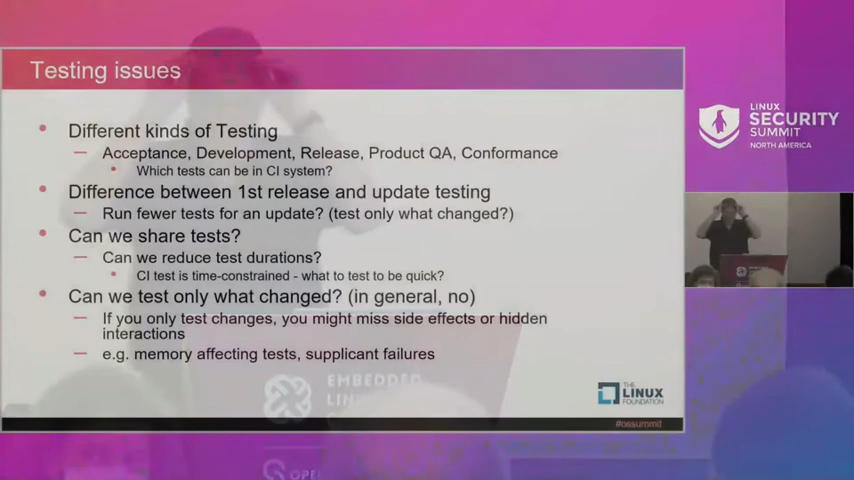 Testing issues
Different kinds of Testing
Acceptance, Development, Release, Product QA, Conformance
Which tests can be in CI system?
Difference between 1st release and update testing
Run fewer tests for an update? (test only what changed?)
Can we share tests?
Can we reduce test durations?
CI test is time-constrained - what to test to be quick?
Can we test only what changed? (in general, no)
If you only test changes, you might miss side effects or hidden
interactions
e.g. memory affecting tests, supplicant failures
EMBEDDED
THE
LINUX
FOUNDATION
#ossummit
LINUX
SECURITY
SUMMIT
NORTH AMERICA